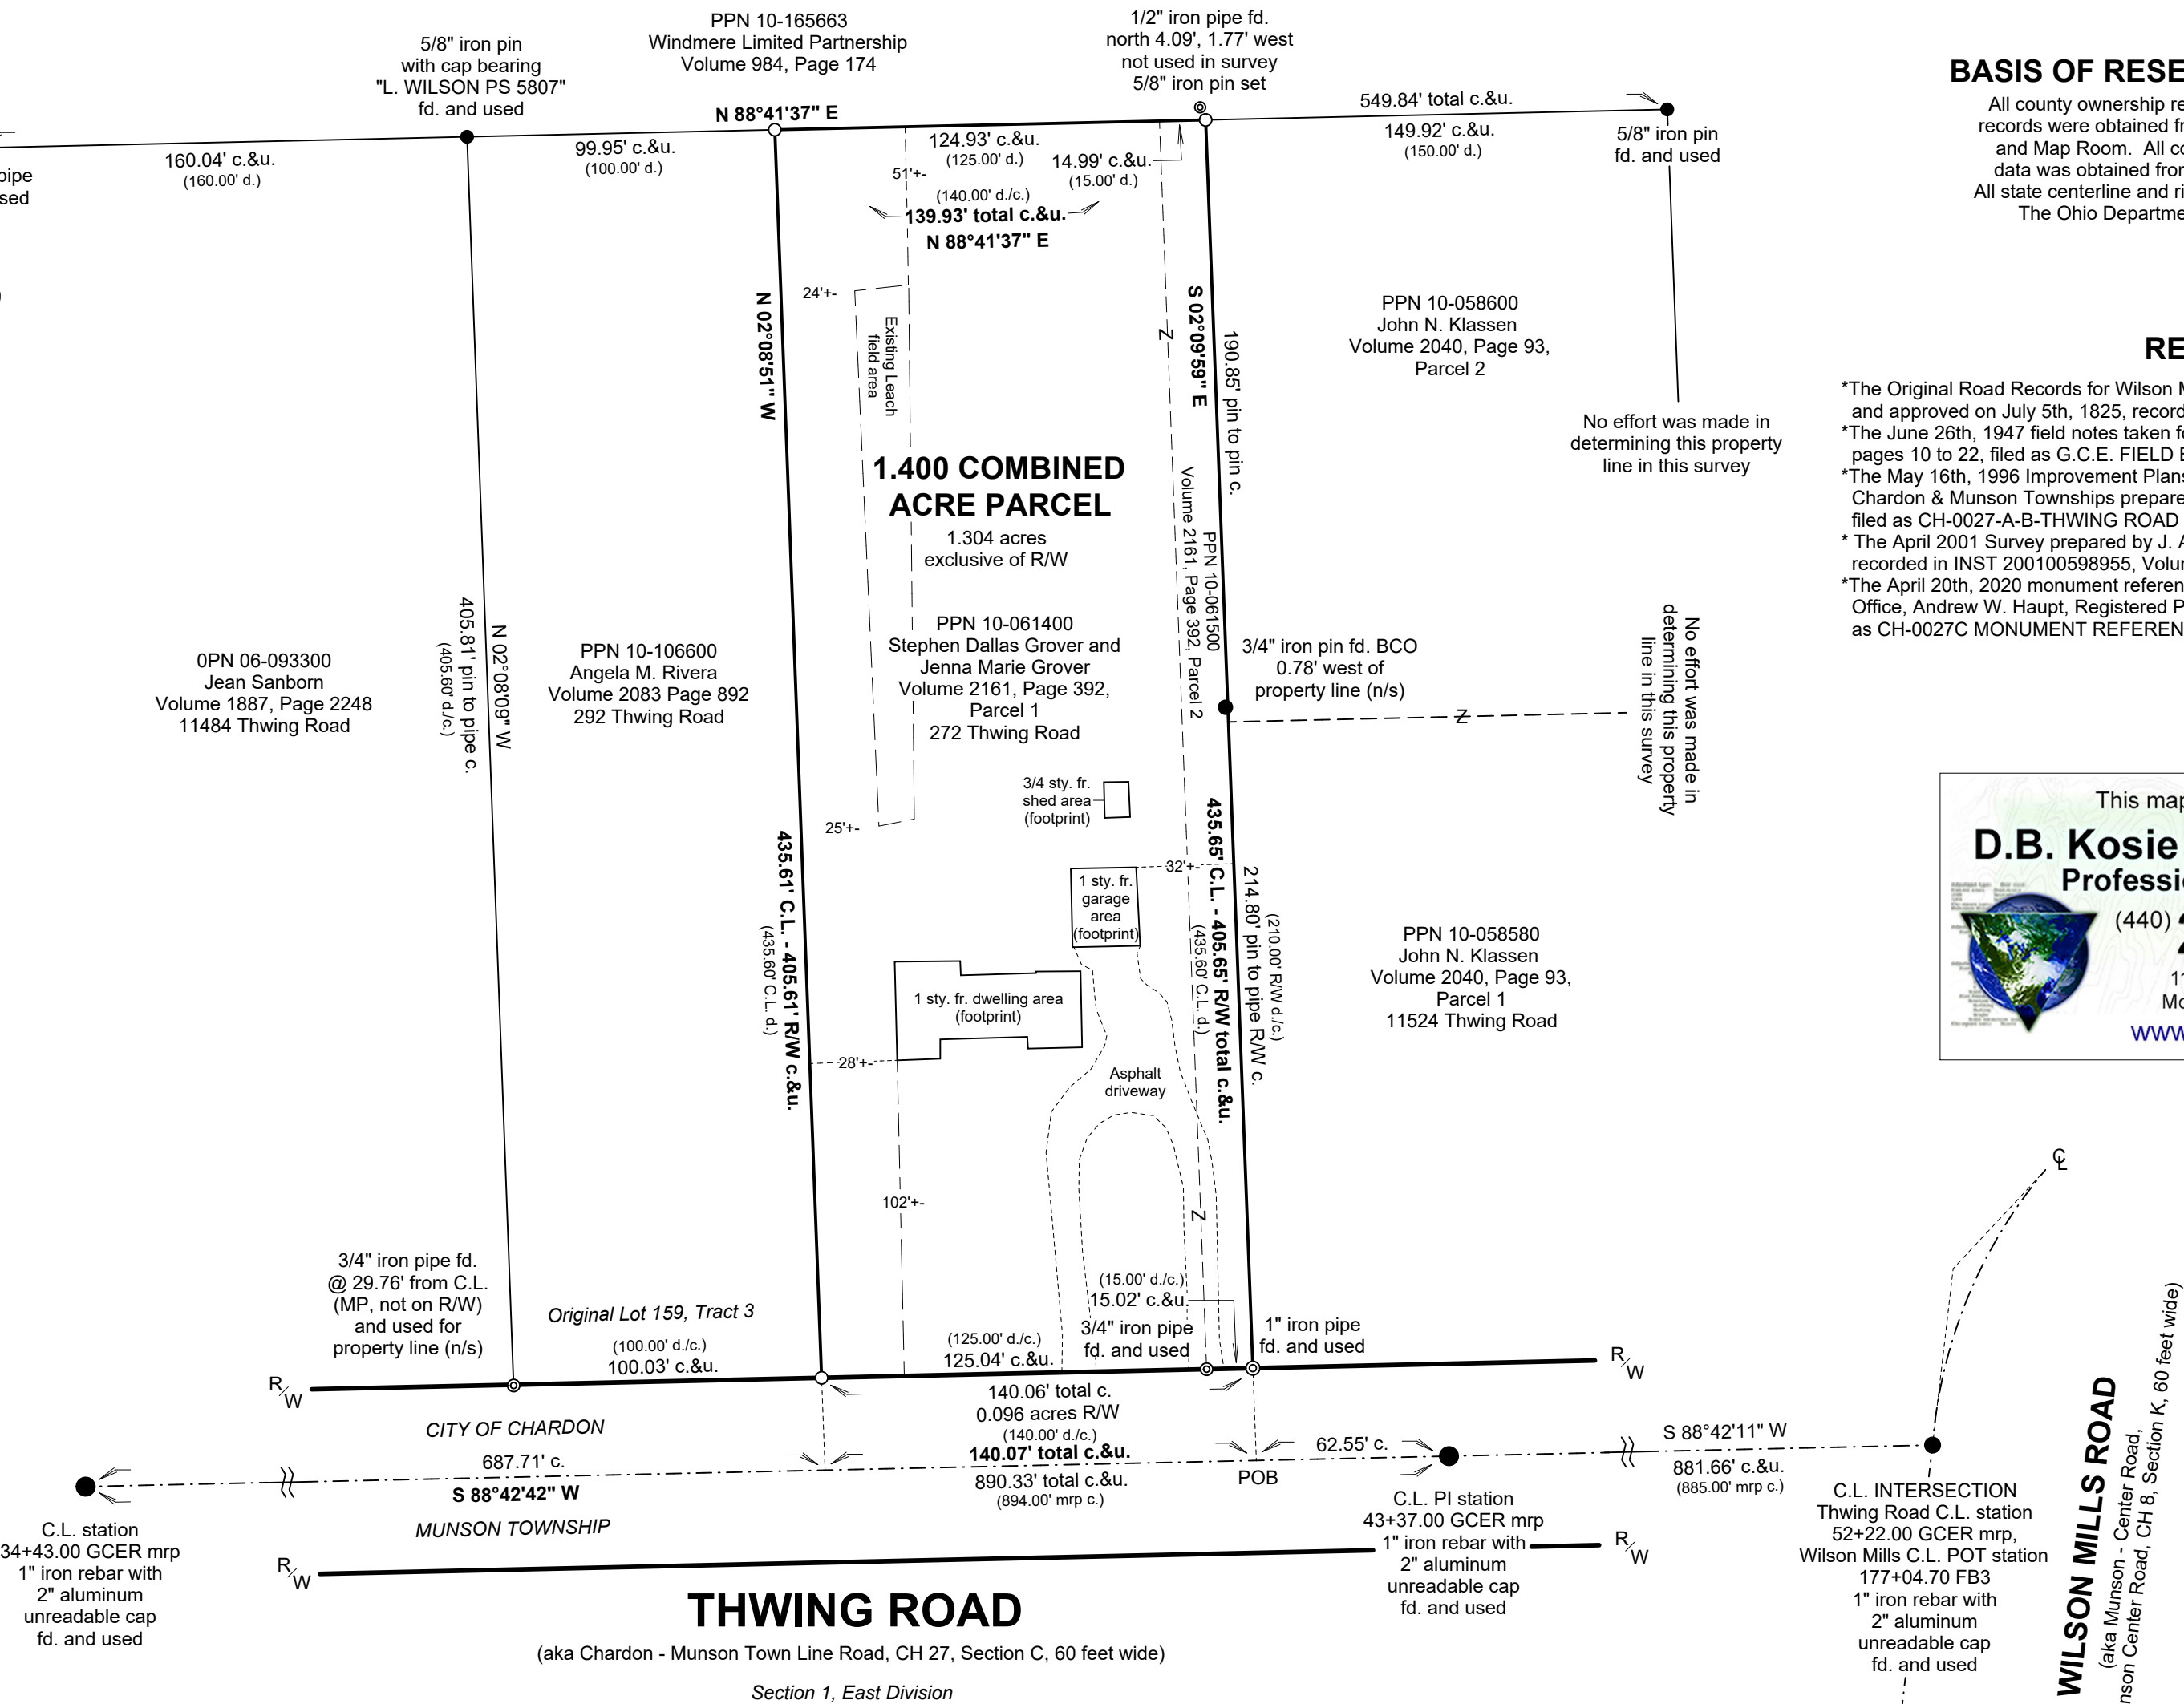 PPN 10-165663
Windmere Limited Partnership
Volume 984, Page 174
5/8" iron pin
with cap bearing
"L. WILSON PS 5807"
fd. and used
1/2" iron pipe fd.
north 4.09', 1.77' west
not used in survey
5/8" iron pin set
N 88°41'37" E
549.84' total c.&u.
149.92' c.&u.
(150.00' d.)
5/8" iron pin
fd. and used
160.04' c.&u.
(160.00' d.)
99.95' c.&u.
(100.00' d.)
124.93' c.&u.
(125.00' d.)
14.99' c.&u.
(15.00' d.)
51'+-
(140.00' d./c.)
139.93' total c.&u.
N 88°41'37" E
pipe
sed
)
BASIS OF RESE
All county ownership re
records were obtained fr
and Map Room. All co
data was obtained from
All state centerline and ri
The Ohio Departme
RE
*The Original Road Records for Wilson M
and approved on July 5th, 1825, record
*The June 26th, 1947 field notes taken fo
pages 10 to 22, filed as G.C.E. FIELD B
*The May 16th, 1996 Improvement Plans
Chardon & Munson Townships prepare
filed as CH-0027-A-B-THWING ROAD
* The April 2001 Survey prepared by J. A
recorded in INST 200100598955, Volum
*The April 20th, 2020 monument referen
Office, Andrew W. Haupt, Registered P
as CH-0027C MONUMENT REFEREN
24'+-
N 02°08'51" W
Existing Leach
field area
Z
S 02°09'59" E
190.85' pin to pin c.
PPN 10-058600
John N. Klassen
Volume 2040, Page 93,
Parcel 2
No effort was made in
determining this property
line in this survey
1.400 COMBINED
ACRE PARCEL
1.304 acres
exclusive of R/W
PPN 10-061500
Volume 2161, Page 392, Parcel 2
N 02°08'09" W
405.81' pin to pipe c.
(405.60' d./c.)
0PN 06-093300
Jean Sanborn
Volume 1887, Page 2248
11484 Thwing Road
PPN 10-106600
Angela M. Rivera
Volume 2083 Page 892
292 Thwing Road
PPN 10-061400
Stephen Dallas Grover and
Jenna Marie Grover
Volume 2161, Page 392,
Parcel 1
272 Thwing Road
3/4" iron pin fd. BCO
0.78' west of
property line (n/s)
Z
No effort was made in
determining this property
line in this survey
3/4 sty. fr.
shed area
(footprint)
25'+-
32'+-
1 sty. fr.
garage
area
(footprint)
435.61' C.L. - 405.61' R/W c.&u.
(435.60' C.L. d.)
435.65' C.L. - 405.65' R/W total c.&u.
(435.60' C.L. d.)
214.80' pin to pipe R/W c.
(210.00' R/W d./c.)
PPN 10-058580
John N. Klassen
Volume 2040, Page 93,
Parcel 1
11524 Thwing Road
This map
D.B. Kosie
Professi
(440)
11
Mo
www
1 sty. fr. dwelling area
(footprint)
28'+-
Asphalt
driveway
102'+-
Z
(15.00' d./c.)
15.02' c.&u.
3/4" iron pipe
fd. and used
1" iron pipe
fd. and used
3/4" iron pipe fd.
@ 29.76' from C.L.
(MP, not on R/W)
and used for
property line (n/s)
Original Lot 159, Tract 3
(100.00' d./c.)
100.03' c.&u.
(125.00' d./c.)
125.04' c.&u.
R/W
R/W
140.06' total c.
0.096 acres R/W
(140.00' d./c.)
140.07' total c.&u.
890.33' total c.&u.
(894.00' mrp c.)
CITY OF CHARDON
687.71' c.
S 88°42'42" W
MUNSON TOWNSHIP
62.55' c.
POB
S 88°42'11" W
881.66' c.&u.
(885.00' mrp c.)
C.L. station
34+43.00 GCER mrp
1" iron rebar with
2" aluminum
unreadable cap
fd. and used
C.L. PI station
43+37.00 GCER mrp
1" iron rebar with
2" aluminum
unreadable cap
fd. and used
R/W
R/W
C.L. INTERSECTION
Thwing Road C.L. station
52+22.00 GCER mrp,
Wilson Mills C.L. POT station
177+04.70 FB3
1" iron rebar with
2" aluminum
unreadable cap
fd. and used
℄
WILSON MILLS ROAD
(aka Munson - Center Road,
nson Center Road, CH 8, Section K, 60 feet wide)
THWING ROAD
(aka Chardon - Munson Town Line Road, CH 27, Section C, 60 feet wide)
Section 1, East Division